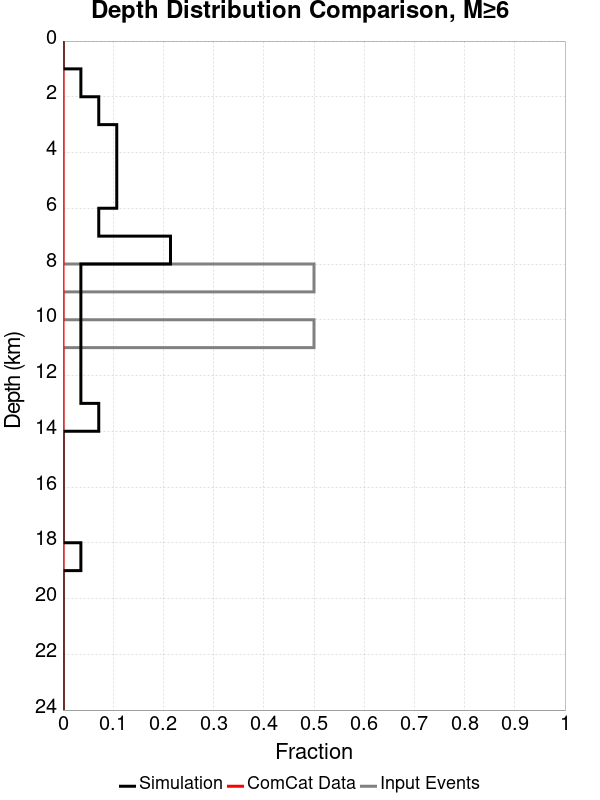 Depth Distribution Comparison, M≥6
0
2
4
6
8
10
12
14
16
18
20
22
24
Depth (km)
0 0.1 0.2 0.3 0.4 0.5 0.6 0.7 0.8 0.9 1
Fraction
Simulation ComCat Data Input Events